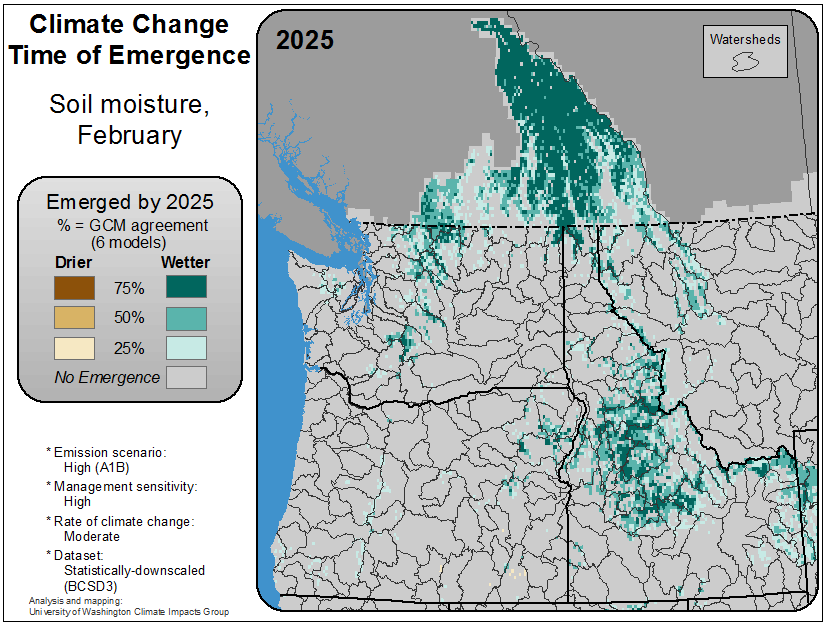 Climate Change
Time of Emergence
Soil moisture,
February
Emerged by 2025
% = GCM agreement
(6 models)
Drier Wetter
75%
50%
25%
No Emergence
* Emission scenario:
High (A1B)
* Management sensitivity:
High
* Rate of climate change:
Moderate
* Dataset:
Statistically-downscaled
(BCSD3)
Analysis and mapping:
University of Washington Climate Impacts Group
2025
Watersheds